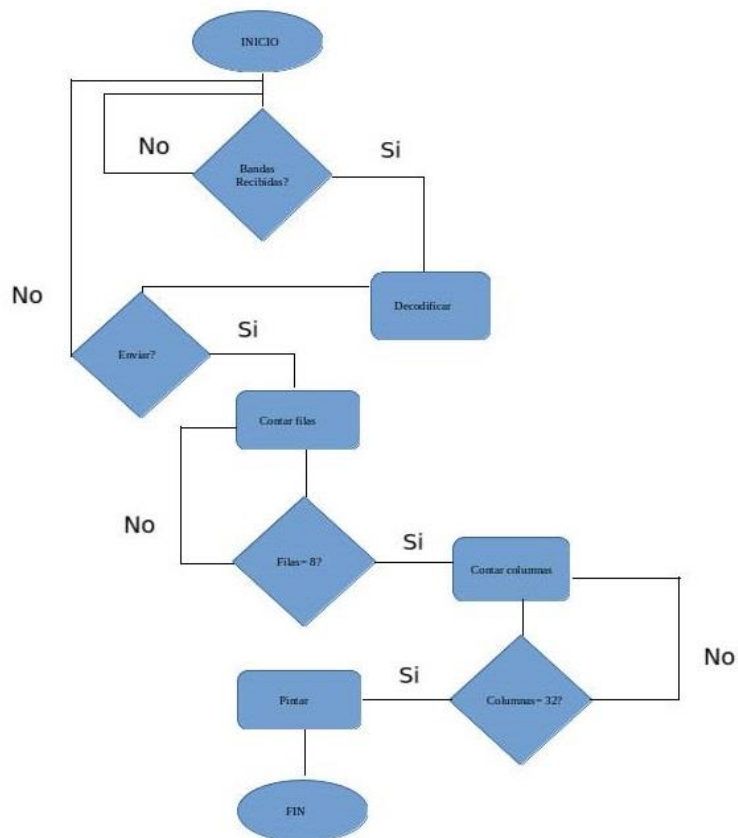 INICIO
No
Si
Bandas
Recibidas?
No
Decodificar
Si
Enviar?
Contar filas
No
Si
Filas= 8?
Contar columnas
No
Si
Pintar
Columnas= 32?
FIN